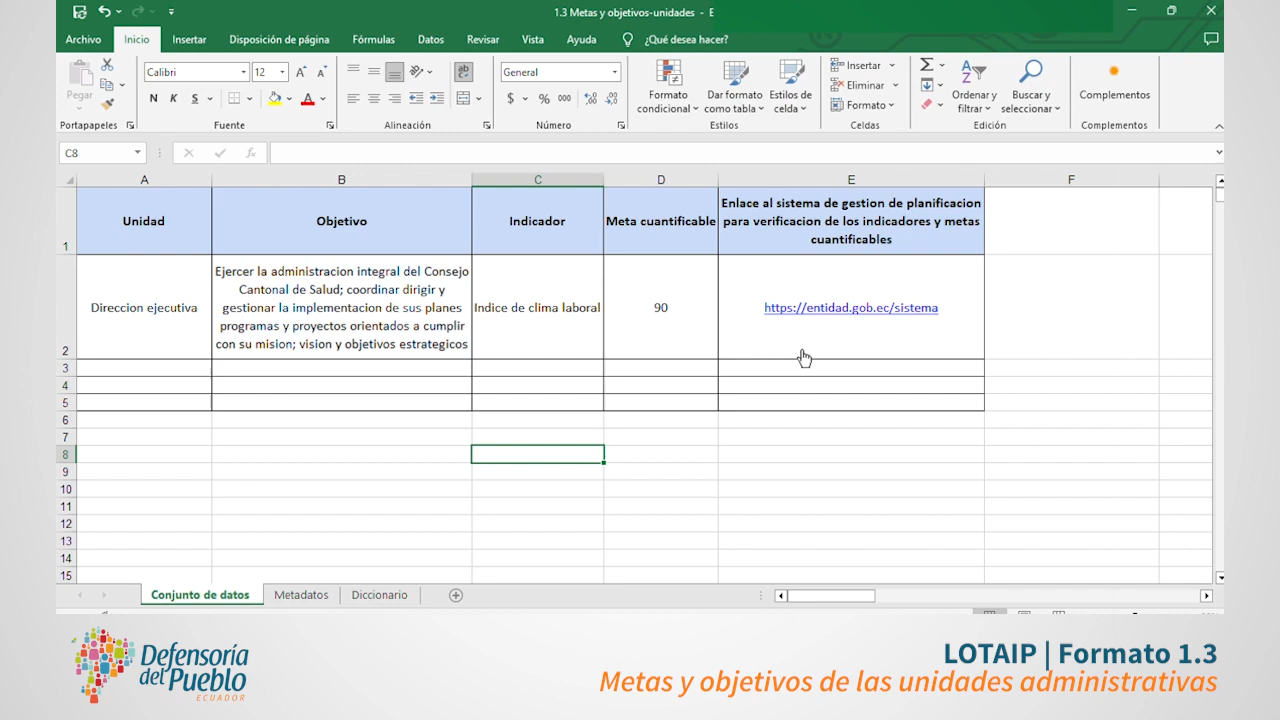 1.3 Metas y objetivos-unidades - E
Archivo Inicio Insertar Disposición de página Fórmulas Datos Revisar Vista Ayuda ¿Qué desea hacer?
Pegar
Portapapeles
Calibri 12
N K S
Fuente
Alineación
General
$ % 000
Número
Formato condicional
Dar formato como tabla
Estilos de celda
Estilos
Insertar
Eliminar
Formato
Celdas
Ordenar y filtrar
Buscar y seleccionar
Edición
Complementos
Complementos
C8 fx
A B C D E F
1 Unidad Objetivo Indicador Meta cuantificable Enlace al sistema de gestion de planificacion
para verificacion de los indicadores y metas
cuantificables
2 Direccion ejecutiva
Ejercer la administracion integral del Consejo
Cantonal de Salud; coordinar dirigir y
gestionar la implementacion de sus planes
programas y proyectos orientados a cumplir
con su mision; vision y objetivos estrategicos
Indice de clima laboral 90 https://entidad.gob.ec/sistema
3
4
5
6
7
8
9
10
11
12
13
14
15
Conjunto de datos Metadatos Diccionario
Defensoría
del Pueblo
ECUADOR
LOTAIP | Formato 1.3
Metas y objetivos de las unidades administrativas